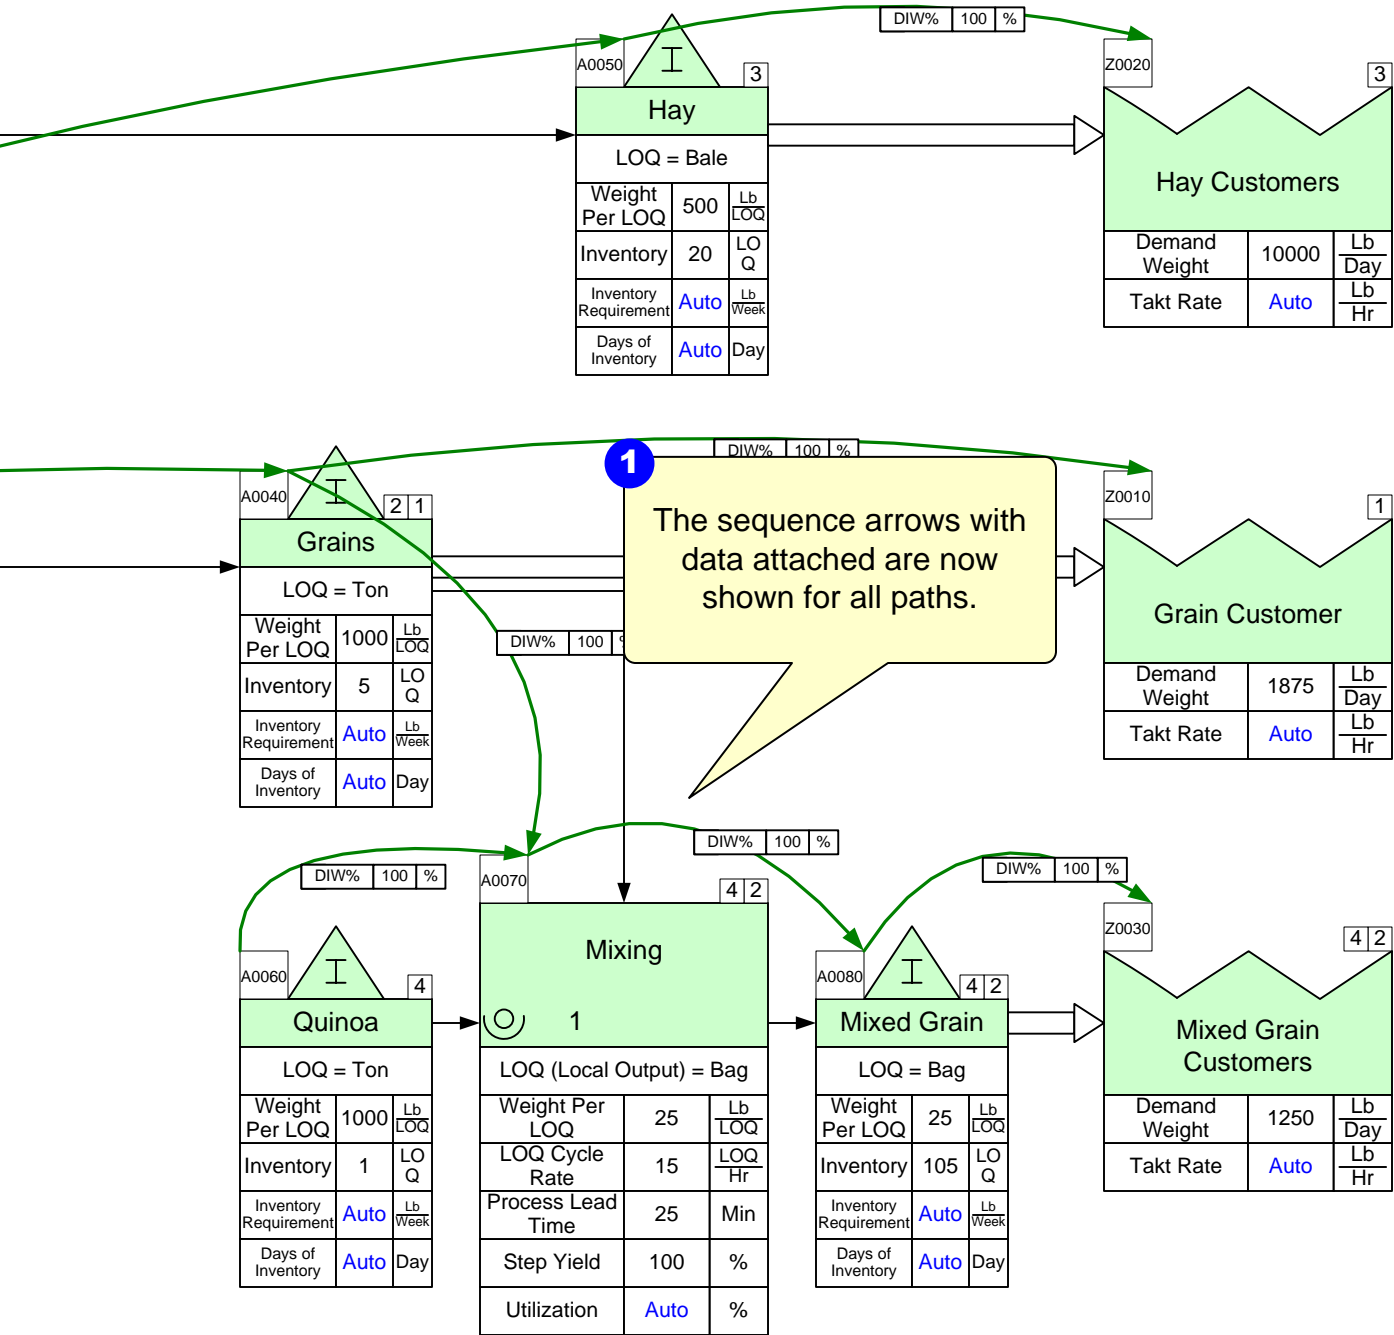 DIW% 100 %
A0050
I
3
Hay
LOQ = Bale
Weight
Per LOQ
500
Lb
LOQ
Inventory
20
LO
Q
Inventory
Requirement
Auto
Lb
Week
Days of
Inventory
Auto
Day
Z0020
3
Hay Customers
Demand
Weight
10000
Lb
Day
Takt Rate
Auto
Lb
Hr
DIW% 100 %
A0040
I
2 1
Grains
LOQ = Ton
Weight
Per LOQ
1000
Lb
LOQ
Inventory
5
LO
Q
Inventory
Requirement
Auto
Lb
Week
Days of
Inventory
Auto
Day
DIW% 100
1
The sequence arrows with
data attached are now
shown for all paths.
Z0010
1
Grain Customer
Demand
Weight
1875
Lb
Day
Takt Rate
Auto
Lb
Hr
DIW% 100 %
A0060
I
4
Quinoa
LOQ = Ton
Weight
Per LOQ
1000
Lb
LOQ
Inventory
1
LO
Q
Inventory
Requirement
Auto
Lb
Week
Days of
Inventory
Auto
Day
A0070
4 2
Mixing
1
LOQ (Local Output) = Bag
Weight Per
LOQ
25
Lb
LOQ
LOQ Cycle
Rate
15
LOQ
Hr
Process Lead
Time
25
Min
Step Yield
100
%
Utilization
Auto
%
DIW% 100 %
A0080
I
4 2
Mixed Grain
LOQ = Bag
Weight
Per LOQ
25
Lb
LOQ
Inventory
105
LO
Q
Inventory
Requirement
Auto
Lb
Week
Days of
Inventory
Auto
Day
DIW% 100 %
Z0030
4 2
Mixed Grain
Customers
Demand
Weight
1250
Lb
Day
Takt Rate
Auto
Lb
Hr